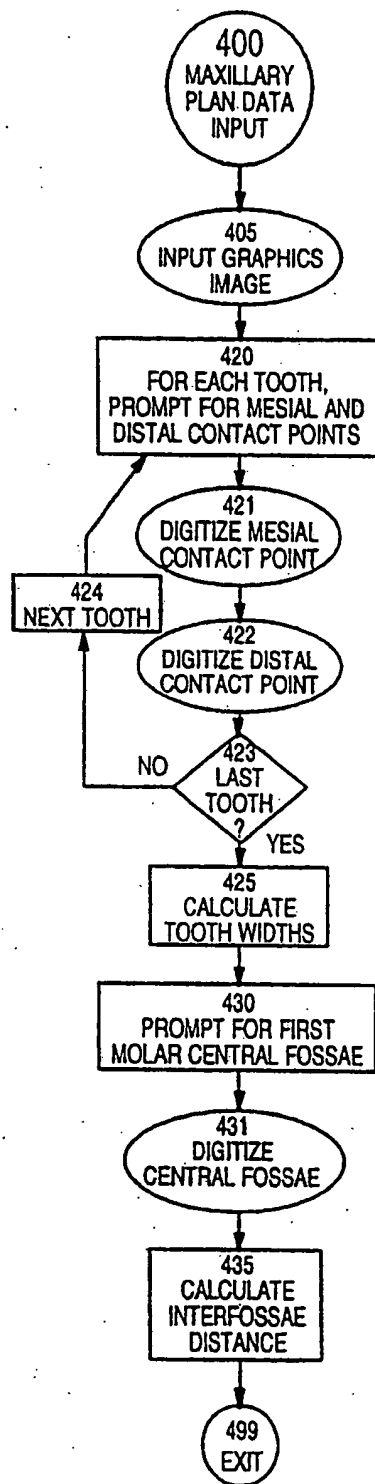 400
MAXILLARY
PLAN DATA
INPUT
405
INPUT GRAPHICS
IMAGE
420
FOR EACH TOOTH,
PROMPT FOR MESIAL AND
DISTAL CONTACT POINTS
421
DIGITIZE MESIAL
CONTACT POINT
424
NEXT TOOTH
422
DIGITIZE DISTAL
CONTACT POINT
423
LAST
TOOTH
?
NO
YES
425
CALCULATE
TOOTH WIDTHS
430
PROMPT FOR FIRST
MOLAR CENTRAL FOSSAE
431
DIGITIZE
CENTRAL FOSSAE
435
CALCULATE
INTERFOSSAE
DISTANCE
499
EXIT